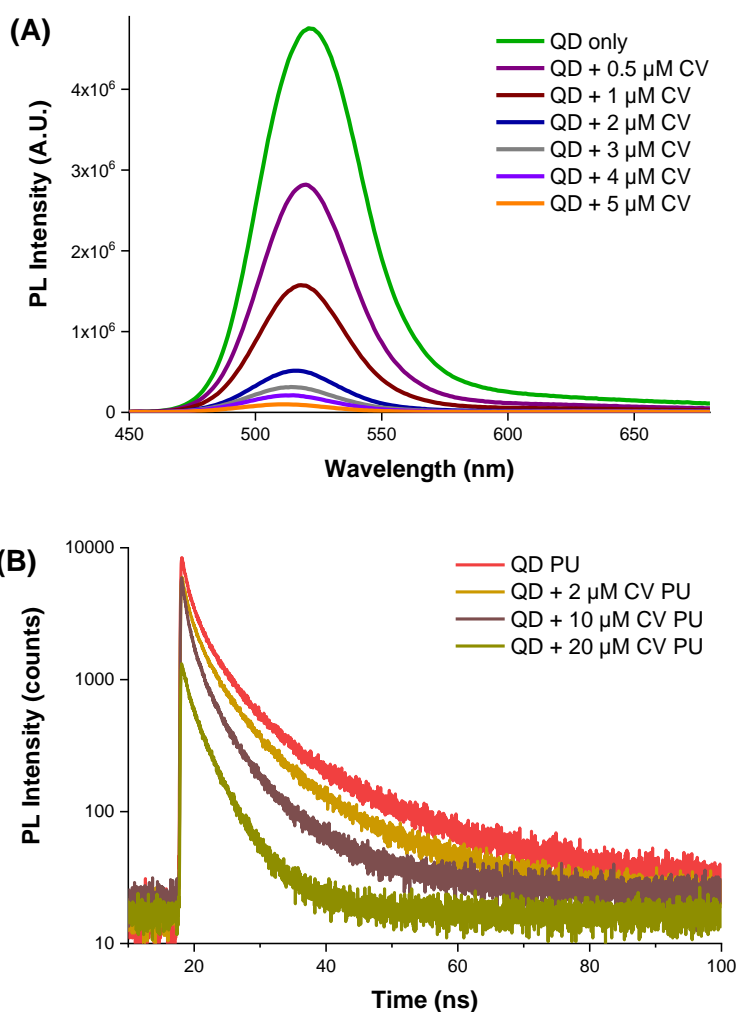 (A)
QD only
QD + 0.5 µM CV
QD + 1 µM CV
QD + 2 µM CV
QD + 3 µM CV
QD + 4 µM CV
QD + 5 µM CV
PL Intensity (A.U.)
4x10⁶
3x10⁶
2x10⁶
1x10⁶
0
450 500 550 600 650
Wavelength (nm)
(B)
QD PU
QD + 2 µM CV PU
QD + 10 µM CV PU
QD + 20 µM CV PU
PL Intensity (counts)
10000
1000
100
10
20 40 60 80 100
Time (ns)